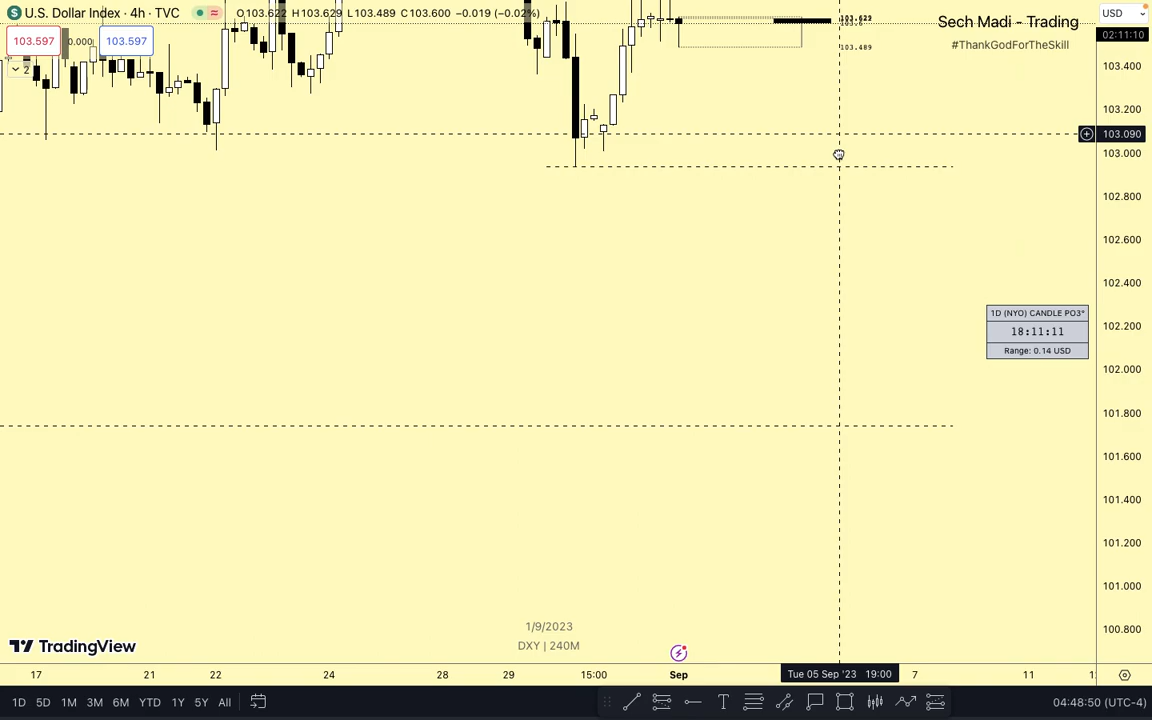 U.S. Dollar Index · 4h · TVC O103.622 H103.629 L103.489 C103.600 −0.019 (−0.02%)
103.597
0.000
103.597
2
103.622
103.489
Sech Madi - Trading
#ThankGodForTheSkill
USD
02:11:10
103.400
103.200
103.090
103.000
102.800
102.600
102.400
102.200
102.000
101.800
101.600
101.400
101.200
101.000
100.800
1D (NYO) CANDLE PO3*
18:11:11
Range: 0.14 USD
1/9/2023
DXY | 240M
TradingView
17 21 22 24 28 29 15:00 Sep Tue 05 Sep '23 19:00 7 11
1D 5D 1M 3M 6M YTD 1Y 5Y All
04:48:50 (UTC-4)